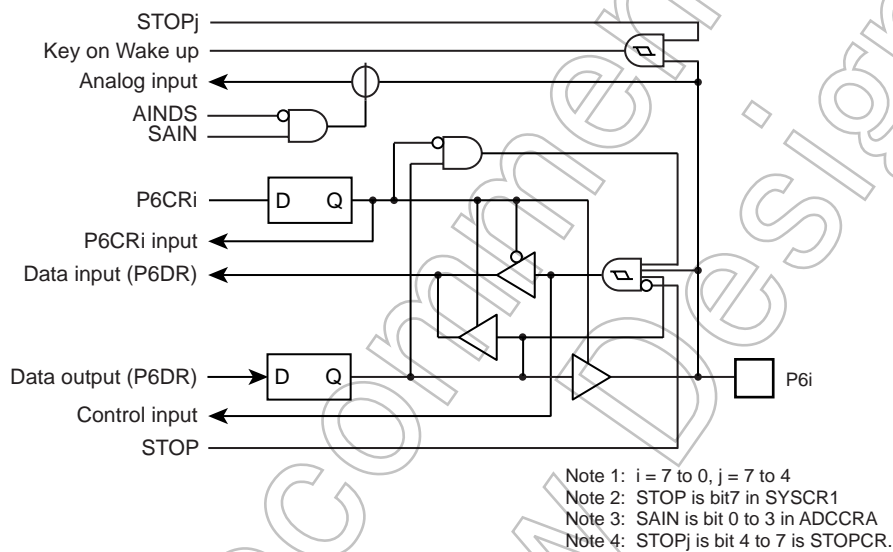 STOPj
Key on Wake up
Analog input
AINDS
SAIN
P6CRi
D Q
P6CRi input
Data input (P6DR)
Data output (P6DR)
D Q
P6i
Control input
STOP
Note 1: i = 7 to 0, j = 7 to 4
Note 2: STOP is bit7 in SYSCR1
Note 3: SAIN is bit 0 to 3 in ADCCRA
Note 4: STOPj is bit 4 to 7 is STOPCR.